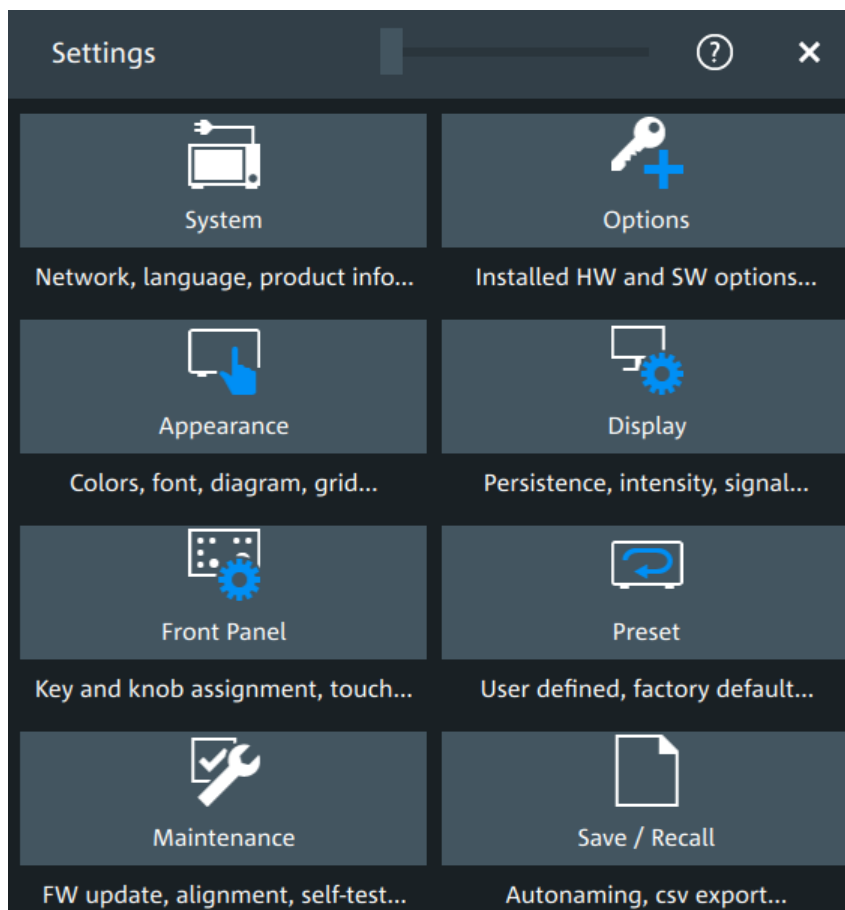 Settings
?
×
System
Options
Network, language, product info...
Installed HW and SW options...
Appearance
Display
Colors, font, diagram, grid...
Persistence, intensity, signal...
Front Panel
Preset
Key and knob assignment, touch...
User defined, factory default...
Maintenance
Save / Recall
FW update, alignment, self-test...
Autonaming, csv export...